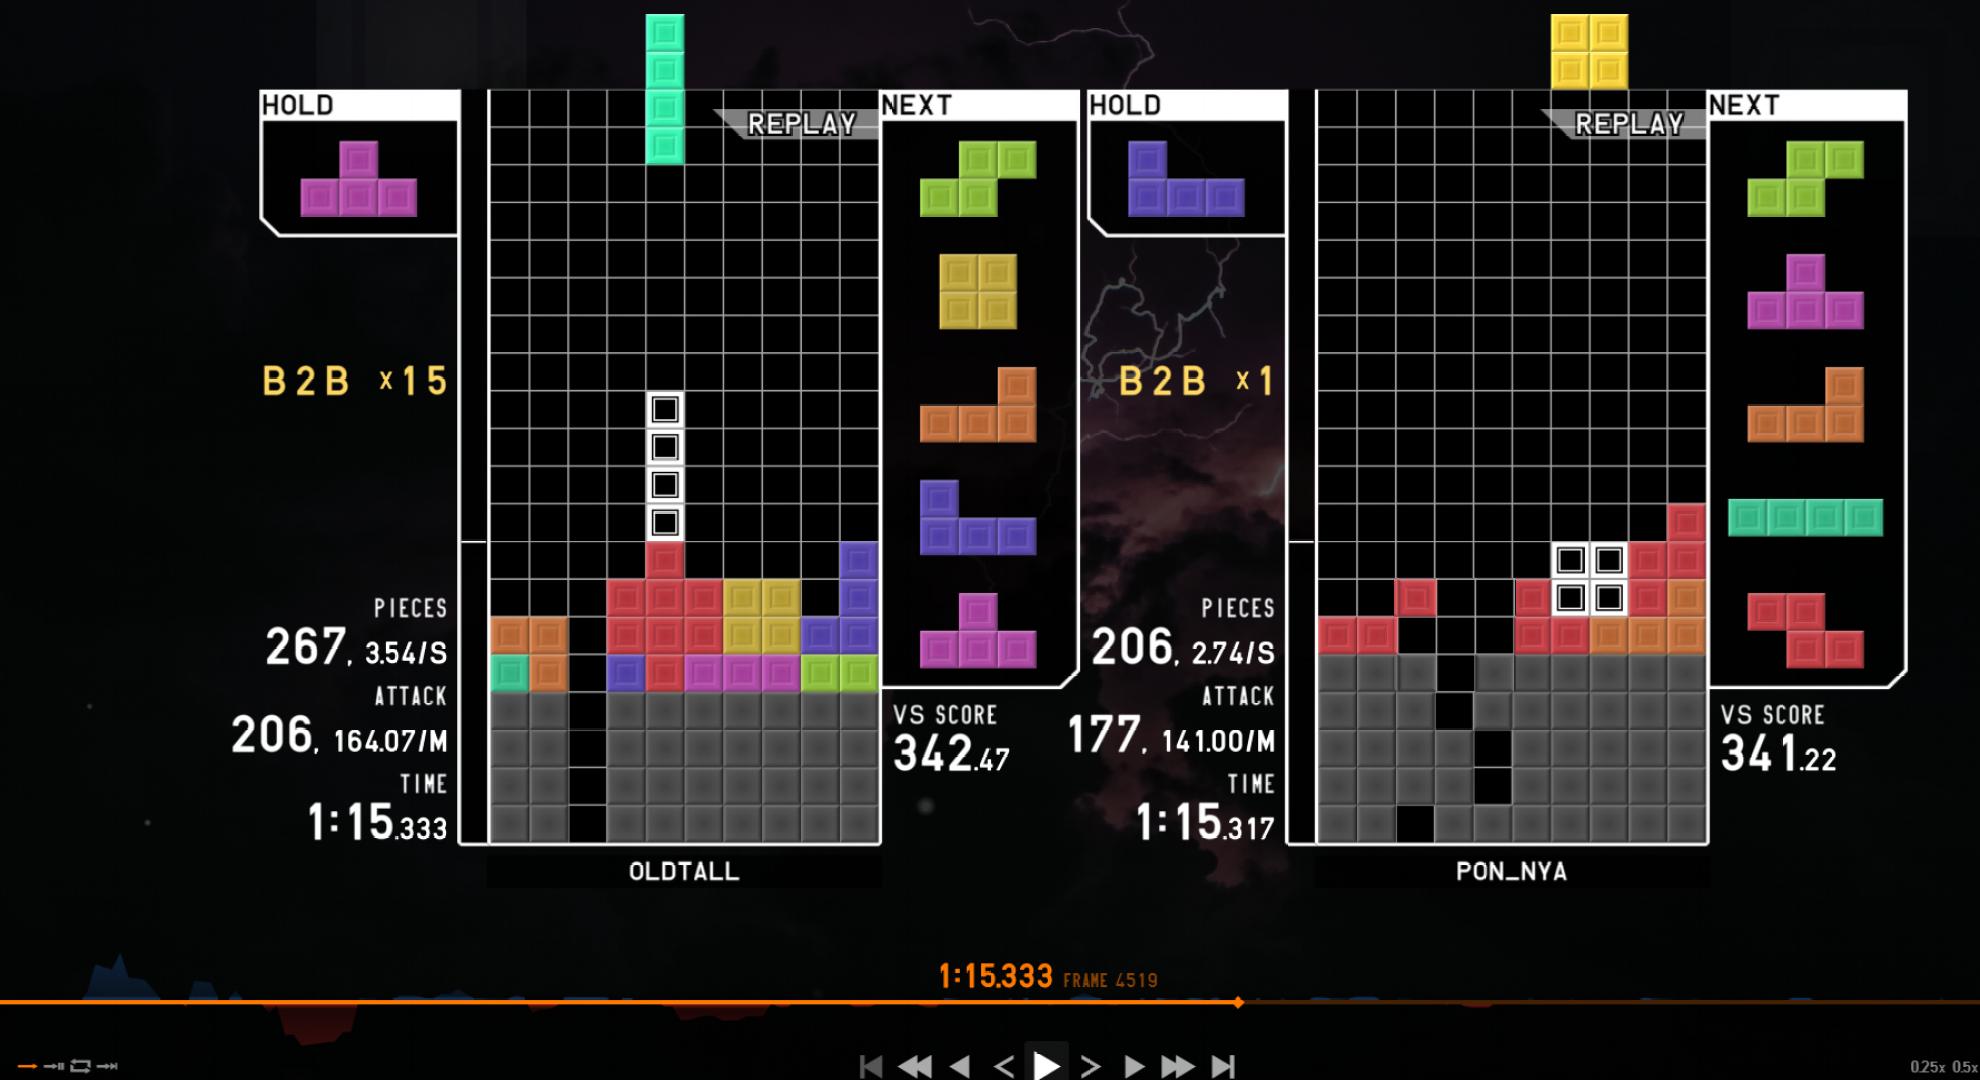 HOLD
REPLAY
NEXT
B2B ×15
PIECES
267, 3.54/S
ATTACK
206, 164.07/M
TIME
1:15.333
VS SCORE
342.47
OLDTALL
HOLD
REPLAY
NEXT
B2B ×1
PIECES
206, 2.74/S
ATTACK
177, 141.00/M
TIME
1:15.317
VS SCORE
341.22
PON_NYA
1:15.333 FRAME 4519
0.25x 0.5x